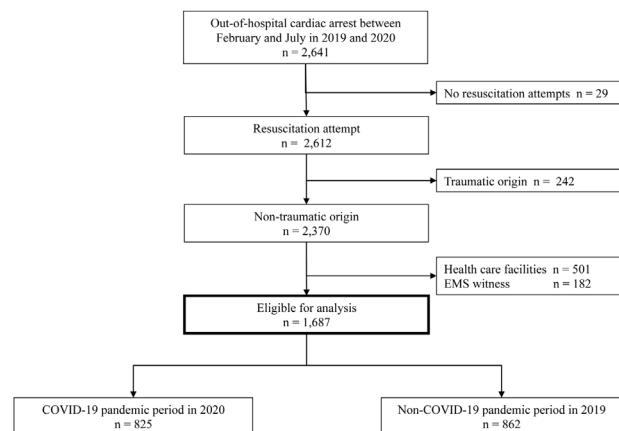 Out-of-hospital cardiac arrest between
February and July in 2019 and 2020
n = 2,641
No resuscitation attempts n = 29
Resuscitation attempt
n = 2,612
Traumatic origin n = 242
Non-traumatic origin
n = 2,370
Health care facilities n = 501
EMS witness n = 182
Eligible for analysis
n = 1,687
COVID-19 pandemic period in 2020
n = 825
Non-COVID-19 pandemic period in 2019
n = 862